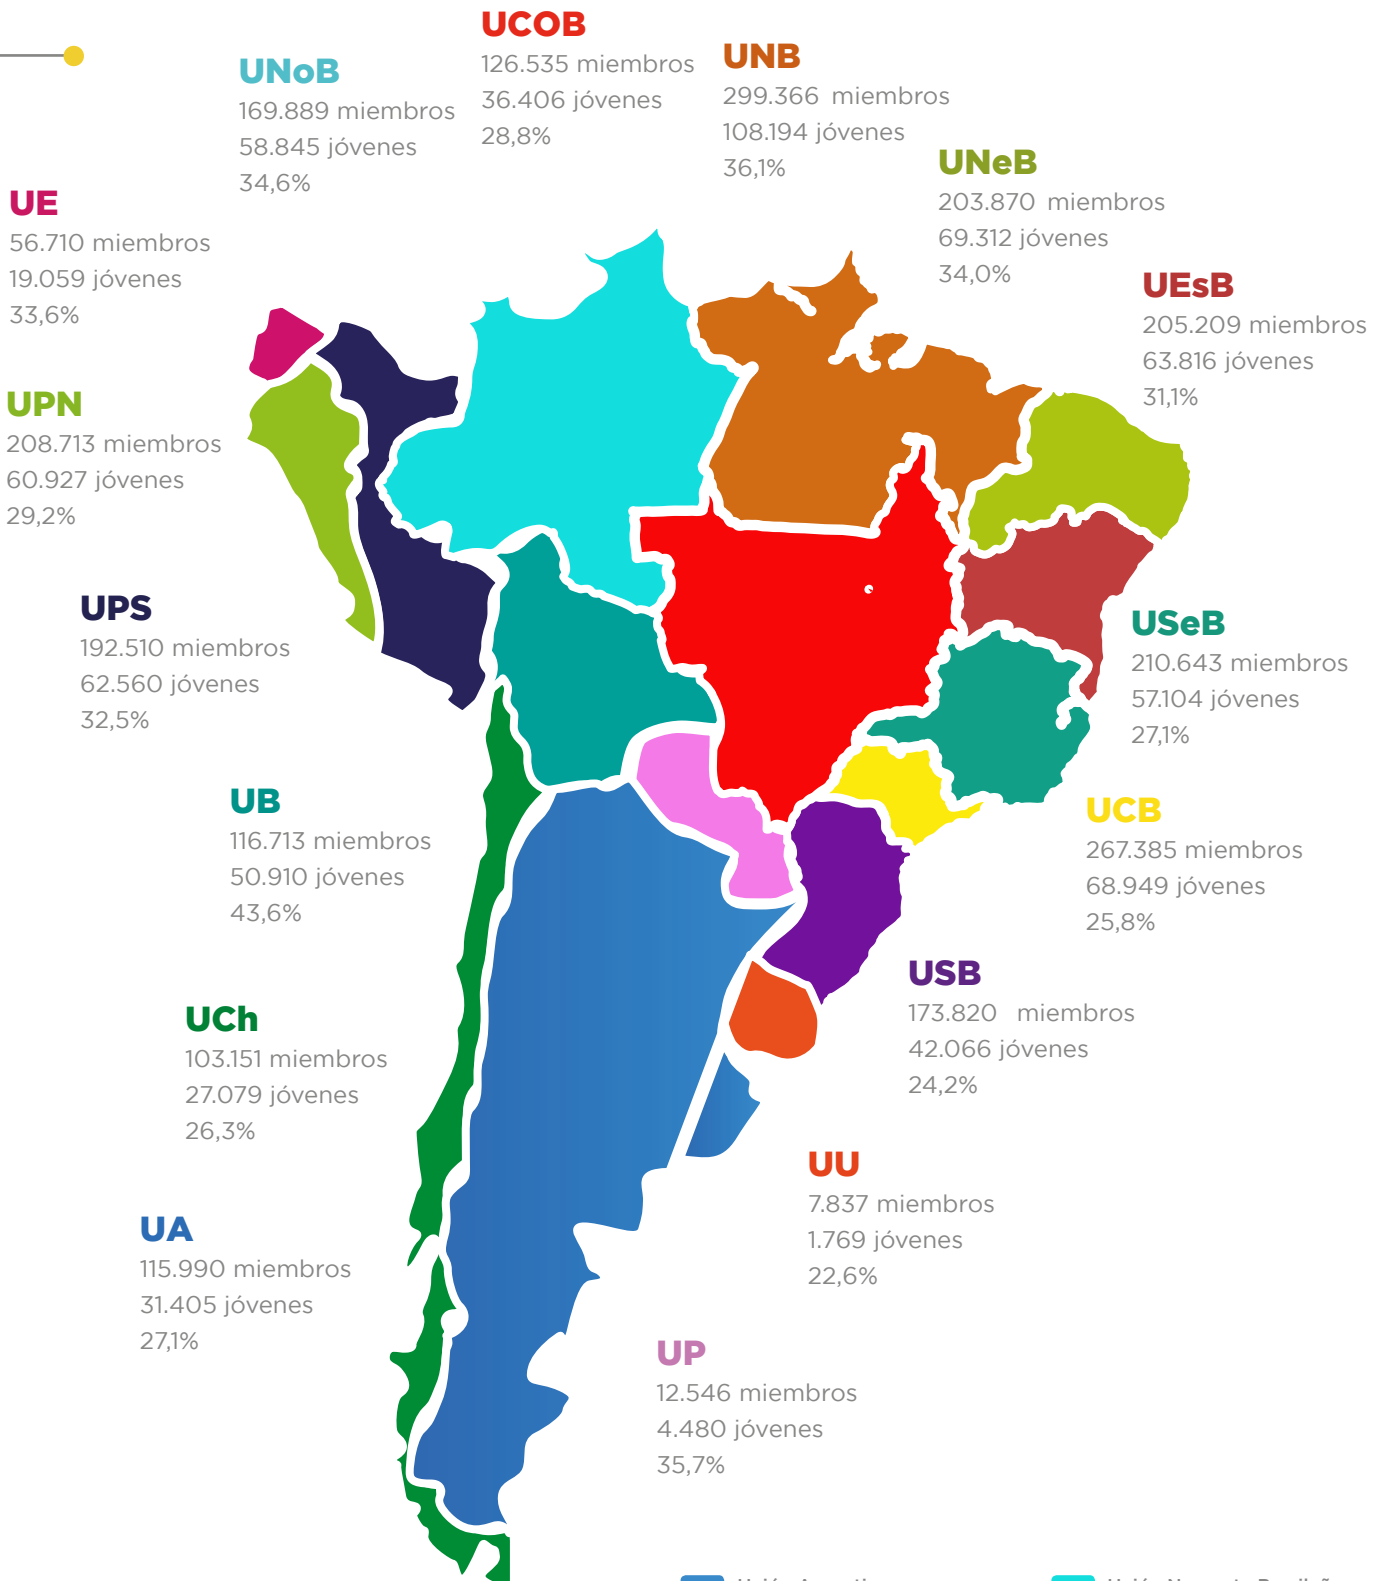 UCOB
126.535 miembros
36.406 jóvenes
28,8%
UNoB
169.889 miembros
58.845 jóvenes
34,6%
UNB
299.366 miembros
108.194 jóvenes
36,1%
UNeB
203.870 miembros
69.312 jóvenes
34,0%
UE
56.710 miembros
19.059 jóvenes
33,6%
UEsB
205.209 miembros
63.816 jóvenes
31,1%
UPN
208.713 miembros
60.927 jóvenes
29,2%
UPS
192.510 miembros
62.560 jóvenes
32,5%
USeB
210.643 miembros
57.104 jóvenes
27,1%
UB
116.713 miembros
50.910 jóvenes
43,6%
UCB
267.385 miembros
68.949 jóvenes
25,8%
USB
173.820 miembros
42.066 jóvenes
24,2%
UCh
103.151 miembros
27.079 jóvenes
26,3%
UU
7.837 miembros
1.769 jóvenes
22,6%
UA
115.990 miembros
31.405 jóvenes
27,1%
UP
12.546 miembros
4.480 jóvenes
35,7%